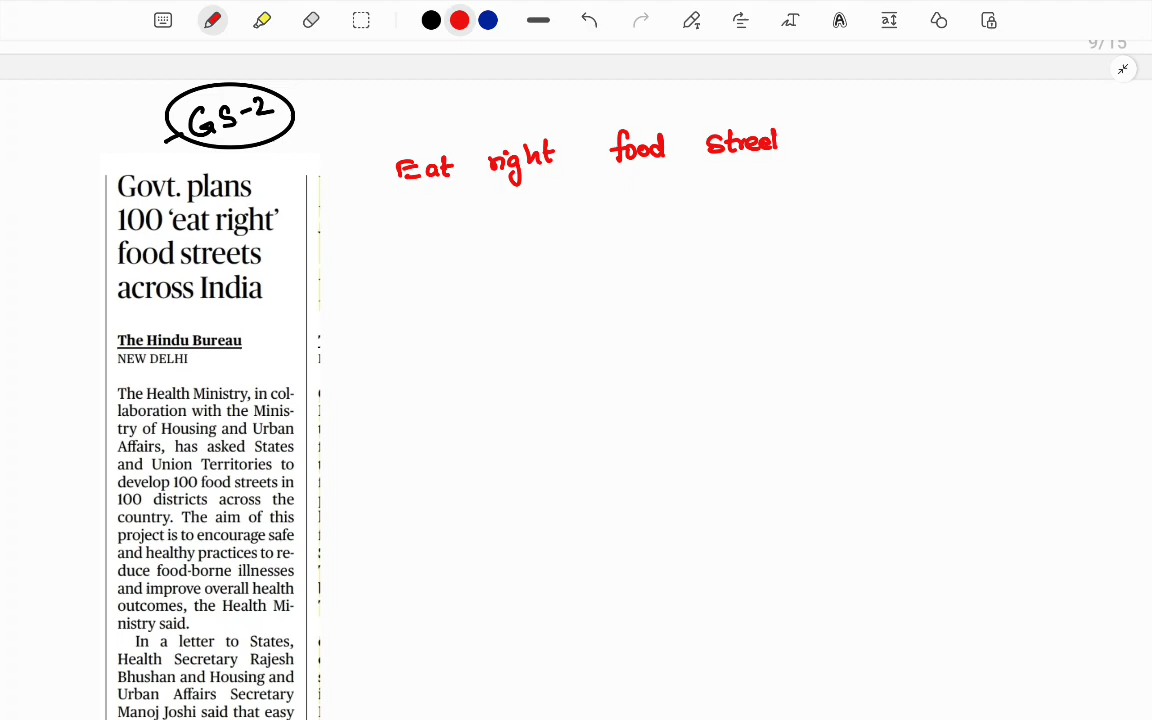 9/15
GS-2
Eat right food street
Govt. plans
100 ‘eat right’
food streets
across India
The Hindu Bureau
NEW DELHI
The Health Ministry, in col-
laboration with the Minis-
try of Housing and Urban
Affairs, has asked States
and Union Territories to
develop 100 food streets in
100 districts across the
country. The aim of this
project is to encourage safe
and healthy practices to re-
duce food-borne illnesses
and improve overall health
outcomes, the Health Mi-
nistry said.
In a letter to States,
Health Secretary Rajesh
Bhushan and Housing and
Urban Affairs Secretary
Manoj Joshi said that easy